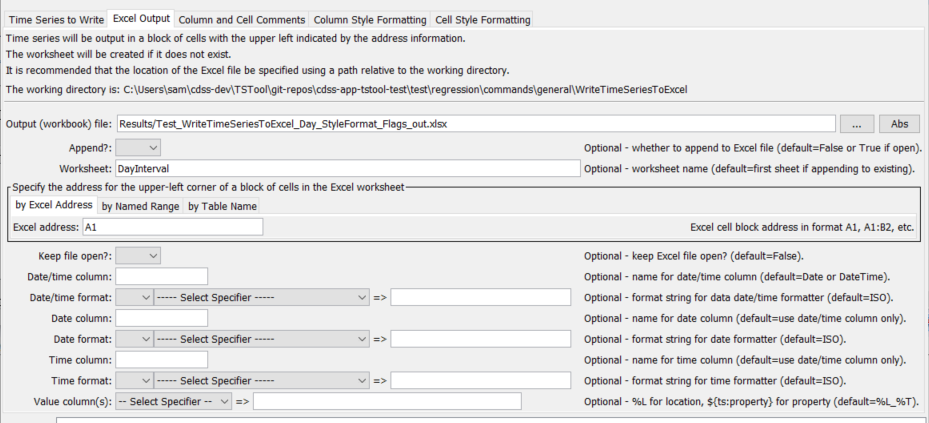 Time Series to Write Excel Output Column and Cell Comments Column Style Formatting Cell Style Formatting
Time series will be output in a block of cells with the upper left indicated by the address information.
The worksheet will be created if it does not exist.
It is recommended that the location of the Excel file be specified using a path relative to the working directory.
The working directory is: C:\Users\sam\cdss-dev\TSTool\git-repos\cdss-app-tstool-test\test\regression\commands\general\WriteTimeSeriesToExcel
Output (workbook) file: Results/Test_WriteTimeSeriesToExcel_Day_StyleFormat_Flags_out.xlsx ... Abs
Append?: Optional - whether to append to Excel file (default=False or True if open).
Worksheet: DayInterval Optional - worksheet name (default=first sheet if appending to existing).
Specify the address for the upper-left corner of a block of cells in the Excel worksheet
by Excel Address by Named Range by Table Name
Excel address: A1 Excel cell block address in format A1, A1:B2, etc.
Keep file open?: Optional - keep Excel file open? (default=False).
Date/time column: Optional - name for date/time column (default=Date or DateTime).
Date/time format: ----- Select Specifier ----- => Optional - format string for data date/time formatter (default=ISO).
Date column: Optional - name for date column (default=use date/time column only).
Date format: ----- Select Specifier ----- => Optional - format string for date formatter (default=ISO).
Time column: Optional - name for time column (default=use date/time column only).
Time format: ----- Select Specifier ----- => Optional - format string for time formatter (default=ISO).
Value column(s): -- Select Specifier -- => Optional - %L for location, ${ts:property} for property (default=%L_%T).